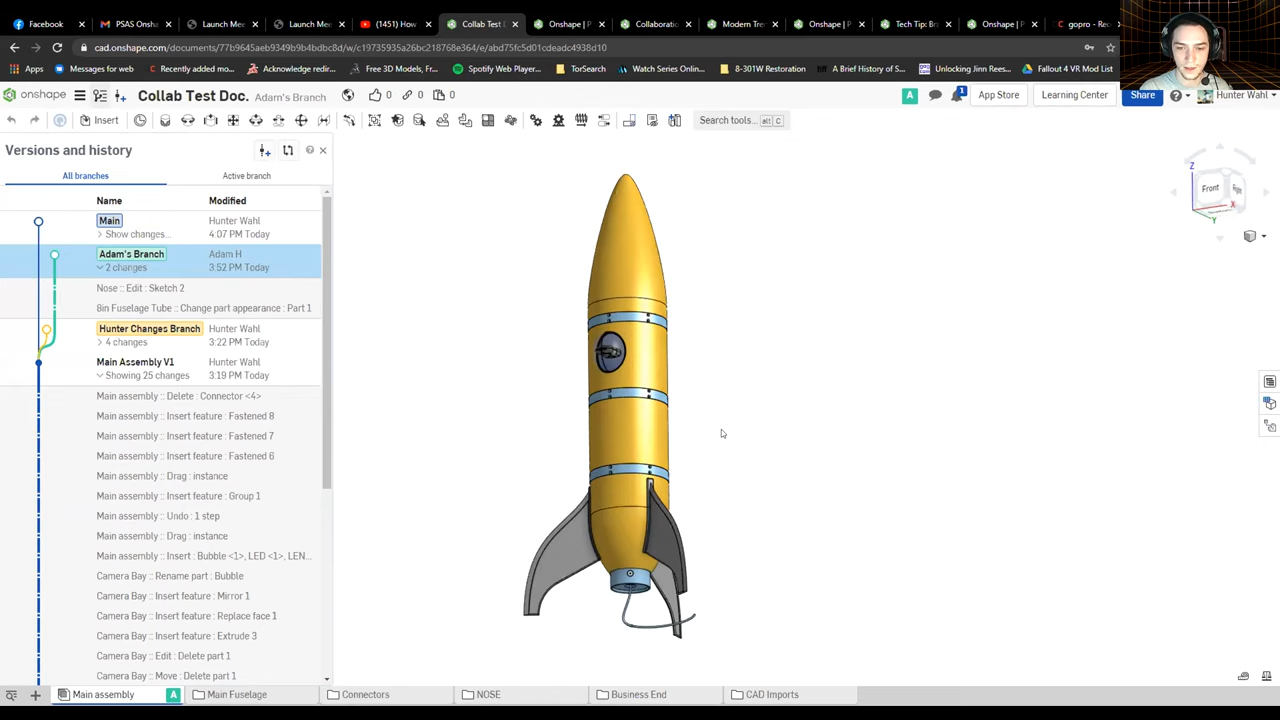 Facebook
PSAS Onsha
Launch Mee
Launch Mee
(1451) How
Collab Test
Onshape | P
Collaboratio
Modern Tre
Onshape | P
Tech Tip: Br
Onshape | P
gopro - Rec
cad.onshape.com/documents/77b9645aeb9349b9b4bdbc8d/w/c19735935a26bc218768f364/e/abd75fc5d01cdeadc4938d10
Apps
Messages for web
Recently added mo...
Acknowledge redir...
Free 3D Models, Fr...
Spotify Web Player...
TorSearch
Watch Series Onlin...
8-301W Restoration
A Brief History of S...
Unlocking Jinn Rees...
Fallout 4 VR Mod List
onshape
Collab Test Doc.
Adam's Branch
0
0
0
A
1
App Store
Learning Center
Share
Hunter Wahl
Insert
Search tools...
alt C
Versions and history
All branches
Active branch
Name
Modified
Main
Hunter Wahl
Show changes...
4:07 PM Today
Adam's Branch
Adam H
2 changes
3:52 PM Today
Nose :: Edit : Sketch 2
8in Fuselage Tube :: Change part appearance : Part 1
Hunter Changes Branch
Hunter Wahl
4 changes
3:22 PM Today
Main Assembly V1
Hunter Wahl
Showing 25 changes
3:19 PM Today
Main assembly :: Delete : Connector <4>
Main assembly :: Insert feature : Fastened 8
Main assembly :: Insert feature : Fastened 7
Main assembly :: Insert feature : Fastened 6
Main assembly :: Drag : instance
Main assembly :: Insert feature : Group 1
Main assembly :: Undo : 1 step
Main assembly :: Drag : instance
Main assembly :: Insert : Bubble <1>, LED <1>, LEN...
Camera Bay :: Rename part : Bubble
Camera Bay :: Insert feature : Mirror 1
Camera Bay :: Insert feature : Replace face 1
Camera Bay :: Insert feature : Extrude 3
Camera Bay :: Edit : Delete part 1
Camera Bay :: Move : Delete part 1
Z
Front
X
Y
Main assembly
A
Main Fuselage
Connectors
NOSE
Business End
CAD Imports